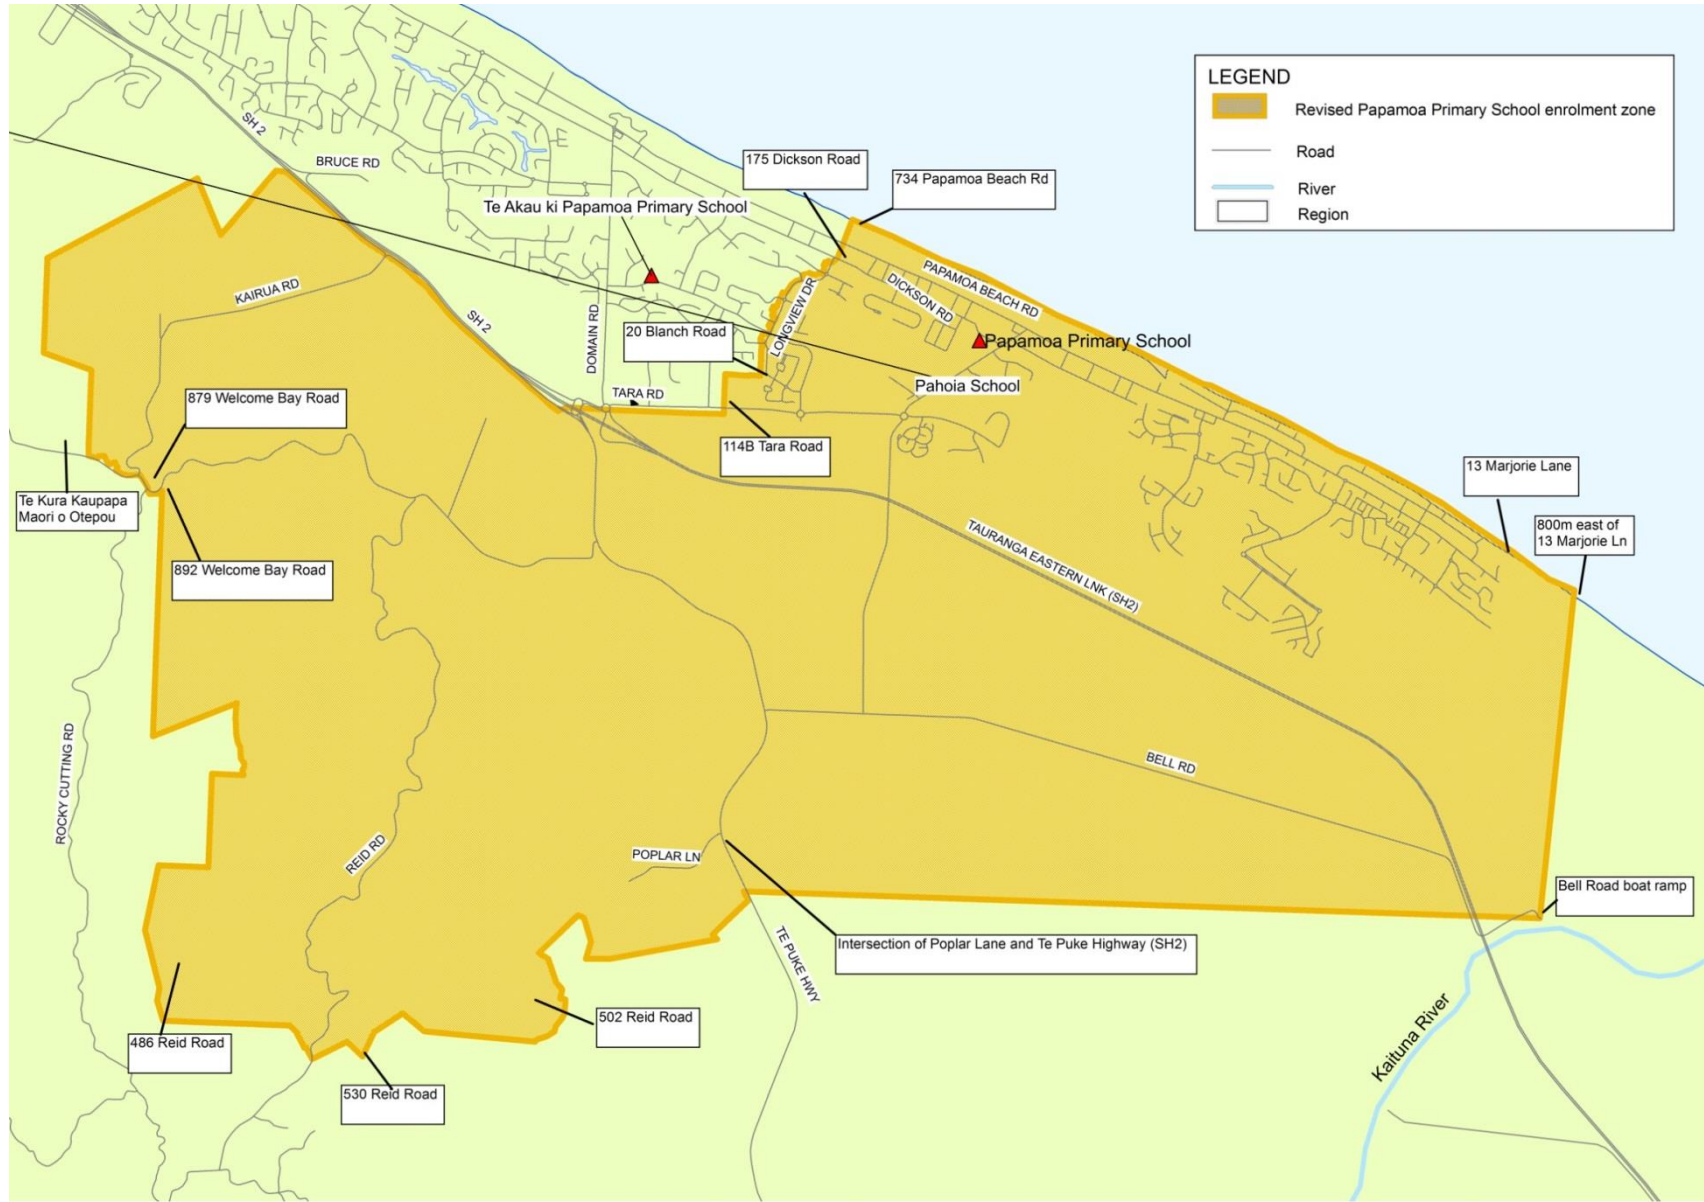 LEGEND
Revised Papamoa Primary School enrolment zone
Road
River
Region
SH 2
BRUCE RD
175 Dickson Road
734 Papamoa Beach Rd
Te Akau ki Papamoa Primary School
KAIRUA RD
SH 2
DOMAIN RD
20 Blanch Road
LONGVIEW DR
DICKSON RD
PAPAMOA BEACH RD
Papamoa Primary School
Pahoia School
TARA RD
114B Tara Road
879 Welcome Bay Road
Te Kura Kaupapa
Maori o Otepou
892 Welcome Bay Road
13 Marjorie Lane
800m east of
13 Marjorie Ln
TAURANGA EASTERN LNK (SH2)
ROCKY CUTTING RD
REID RD
BELL RD
POPLAR LN
Bell Road boat ramp
Intersection of Poplar Lane and Te Puke Highway (SH2)
TE PUKE HWY
502 Reid Road
486 Reid Road
530 Reid Road
Kaituna River